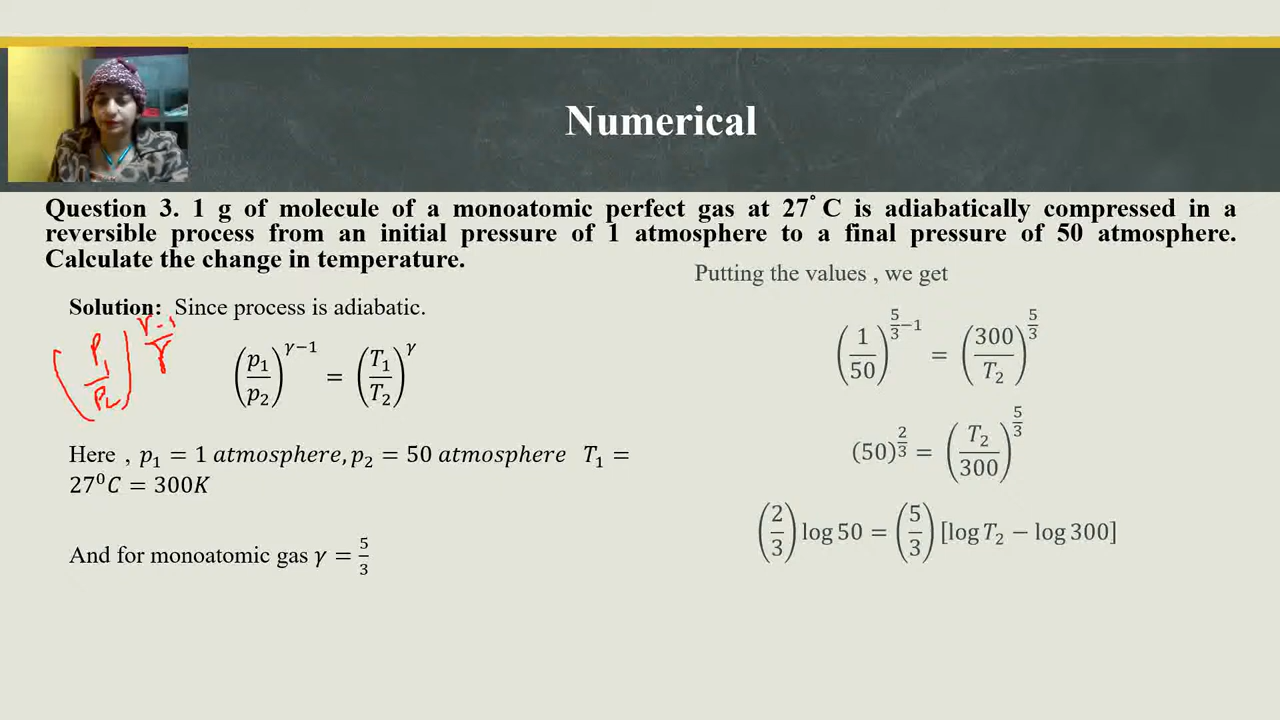 Numerical
Question 3. 1 g of molecule of a monoatomic perfect gas at 27° C is adiabatically compressed in a
reversible process from an initial pressure of 1 atmosphere to a final pressure of 50 atmosphere.
Calculate the change in temperature.
Solution: Since process is adiabatic.
(P₁/P₂)^((γ-1)/γ)
(p₁/p₂)^(γ−1) = (T₁/T₂)^γ
Here , p₁ = 1 atmosphere, p₂ = 50 atmosphere T₁ =
27⁰C = 300K
And for monoatomic gas γ = 5/3
Putting the values , we get
(1/50)^(5/3−1) = (300/T₂)^(5/3)
(50)^(2/3) = (T₂/300)^(5/3)
(2/3) log 50 = (5/3) [log T₂ − log 300]